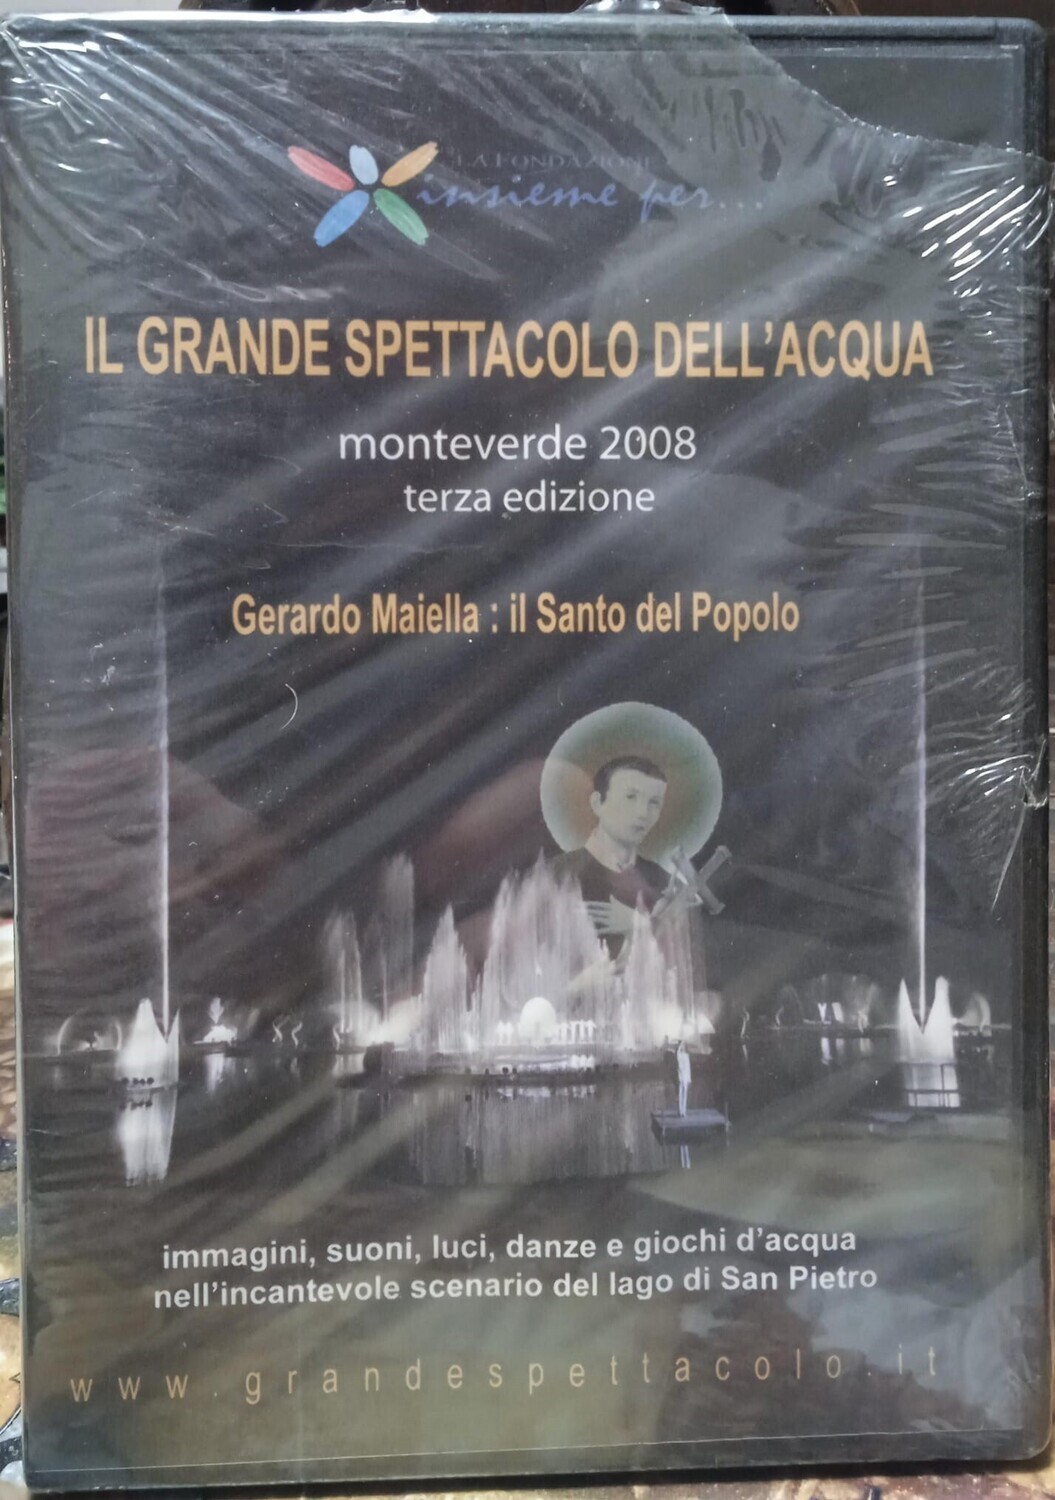 LA FONDAZIONE
insieme per...
IL GRANDE SPETTACOLO DELL'ACQUA
monteverde 2008
terza edizione
Gerardo Maiella : il Santo del Popolo
immagini, suoni, luci, danze e giochi d'acqua
nell'incantevole scenario del lago di San Pietro
www.grandespettacolo.it